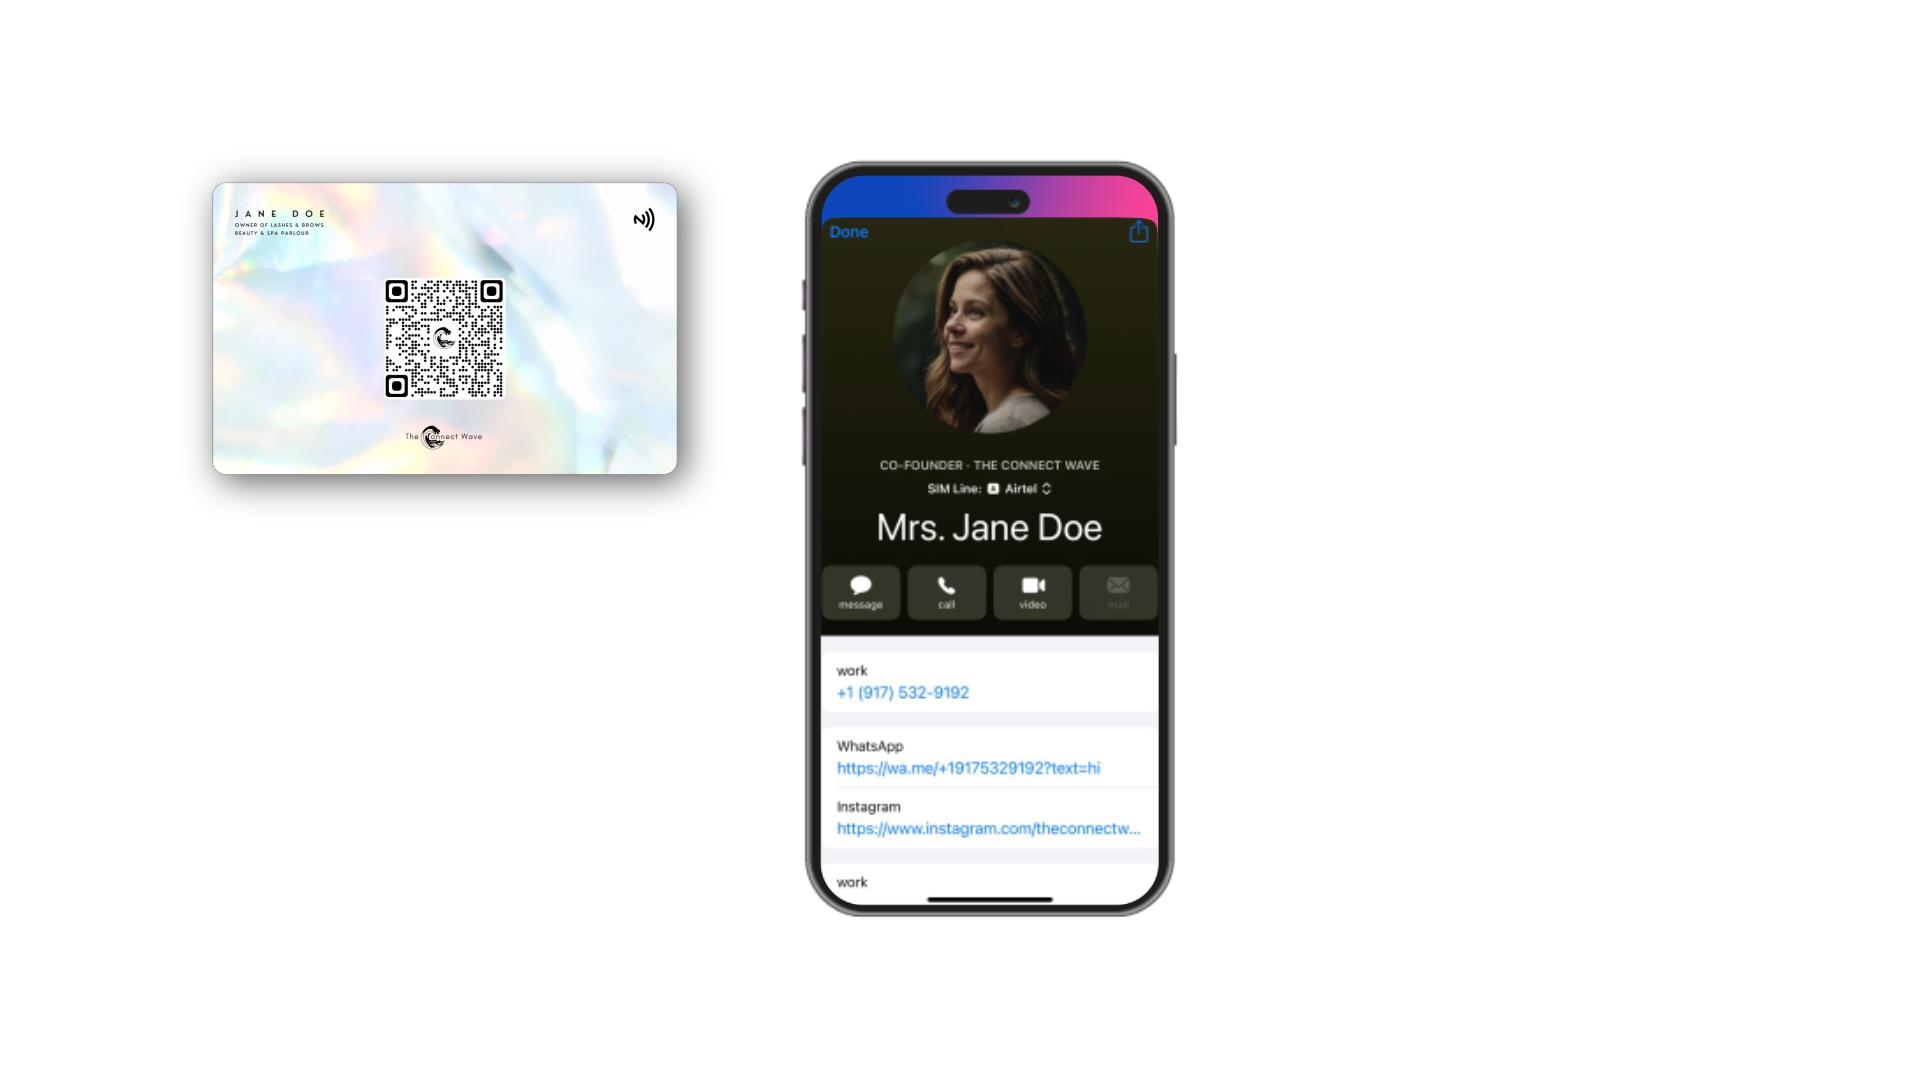 JANE DOE
OWNER OF LASHES & BROWS
BEAUTY & SPA PARLOUR
The Connect Wave
Done
CO-FOUNDER - THE CONNECT WAVE
SIM Line: A Airtel
Mrs. Jane Doe
message
call
video
mail
work
+1 (917) 532-9192
WhatsApp
https://wa.me/+19175329192?text=hi
Instagram
https://www.instagram.com/theconnectw...
work